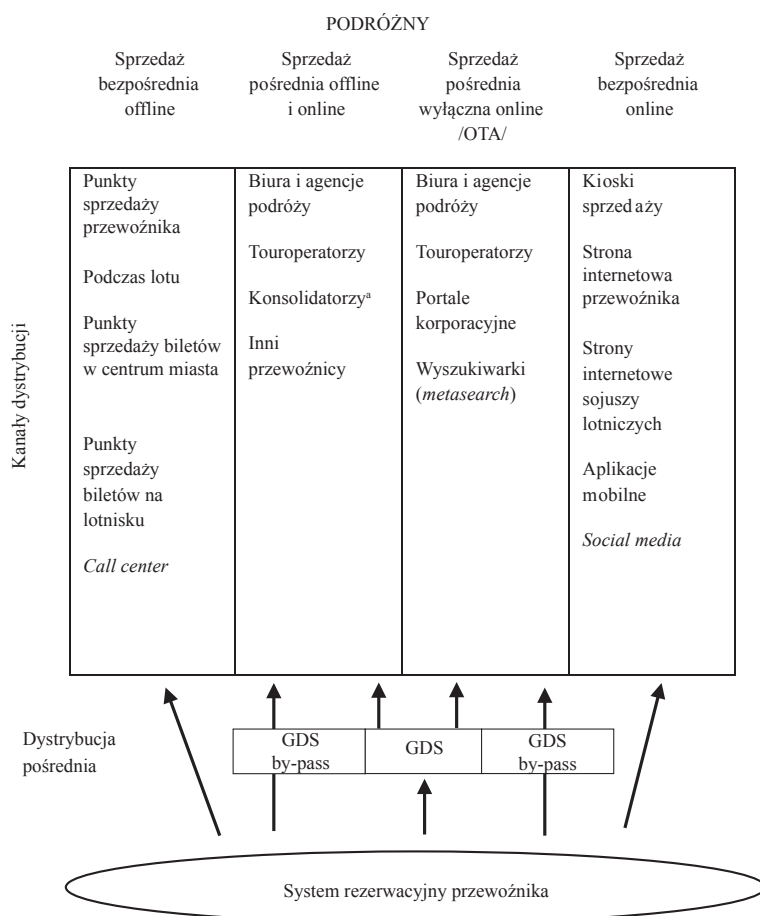 PODRÓŻNY
Sprzedaż
bezpośrednia
offline
Sprzedaż
pośrednia offline
i online
Sprzedaż
pośrednia
wyłączna online
/OTA/
Sprzedaż
bezpośrednia
online
Kanały dystrybucji
Punkty
sprzedaży
przewoźnika
Podczas lotu
Punkty
sprzedaży biletów
w centrum miasta
Punkty
sprzedaży
biletów na
lotnisku
Call center
Biura i agencje
podróży
Touroperatorzy
Konsolidatorzyᵃ
Inni
przewoźnicy
Biura i agencje
podróży
Touroperatorzy
Portale
korporacyjne
Wyszukiwarki
(metasearch)
Kioski
sprzedaży
Strona
internetowa
przewoźnika
Strony
internetowe
sojuszy
lotniczych
Aplikacje
mobilne
Social media
Dystrybucja
pośrednia
GDS
by-pass
GDS
GDS
by-pass
System rezerwacyjny przewoźnika